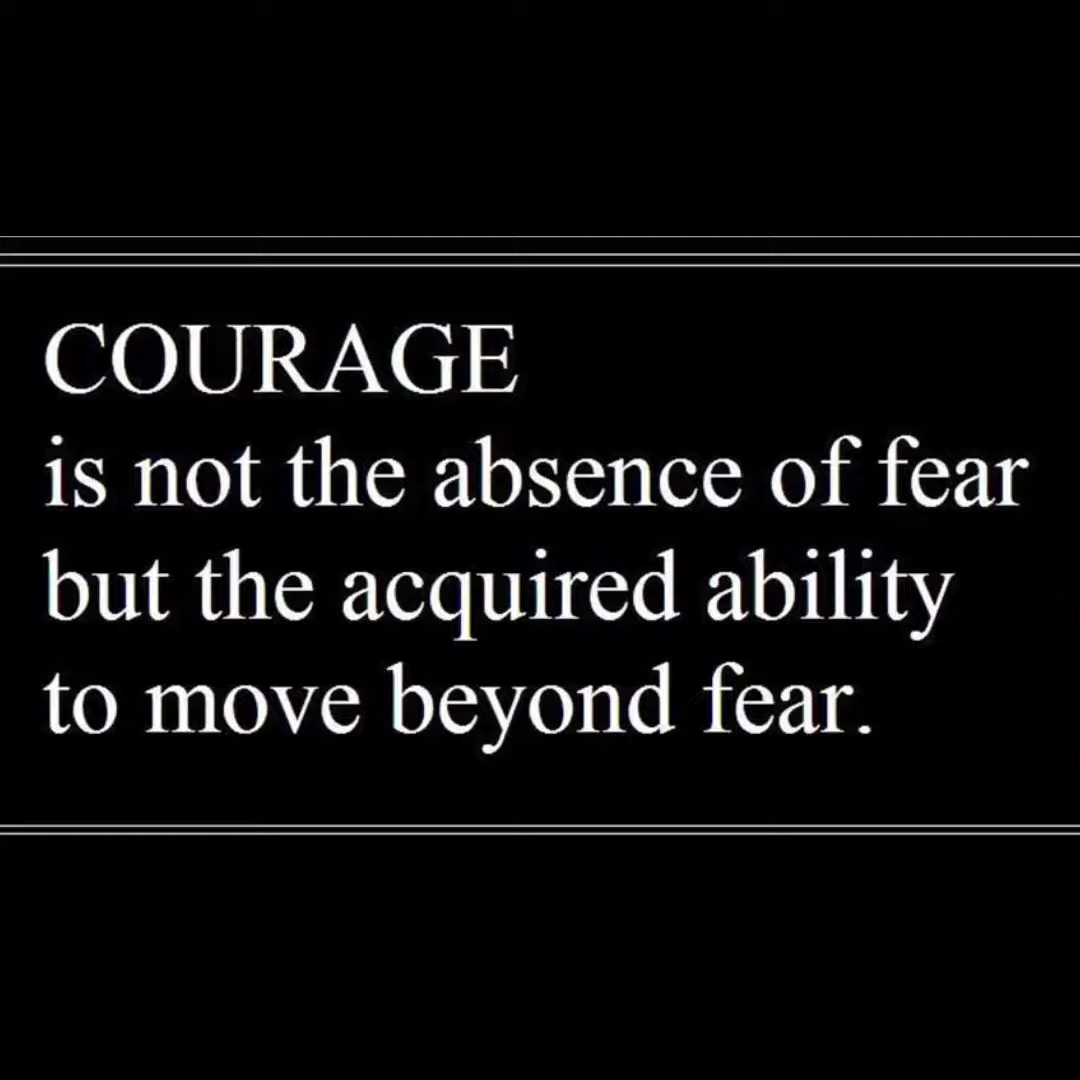 COURAGE
is not the absence of fear
but the acquired ability
to move beyond fear.